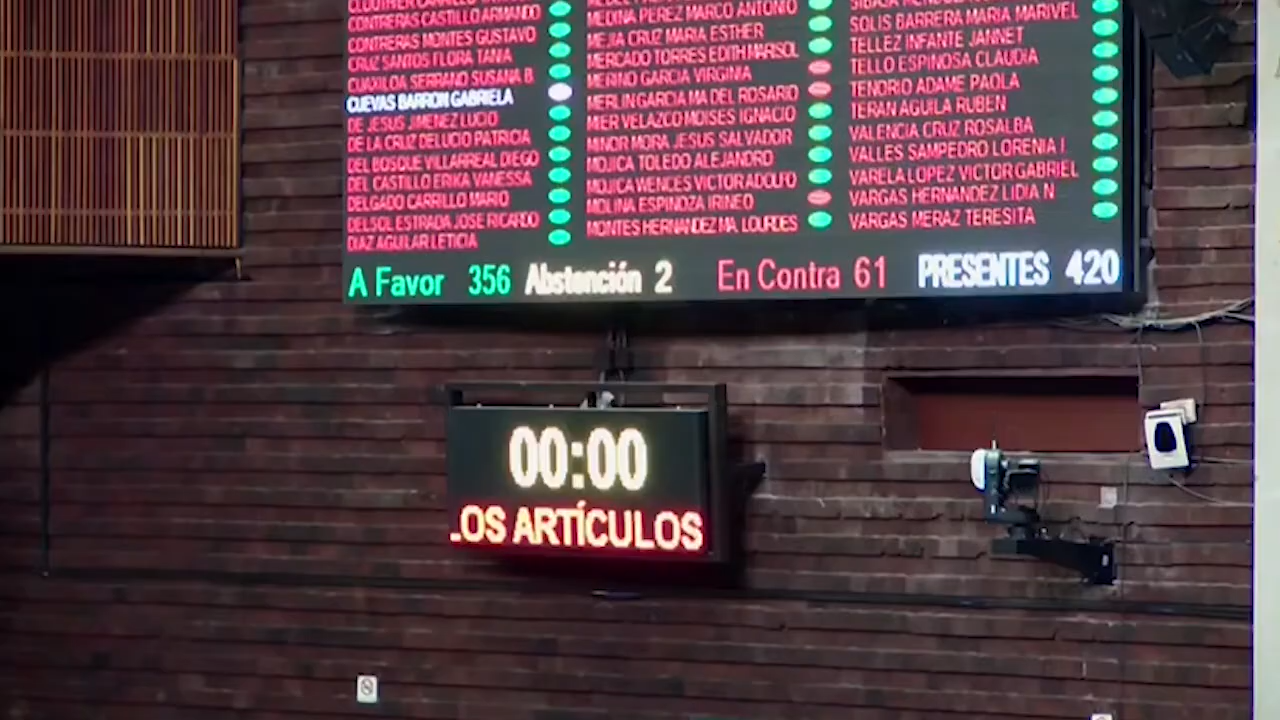 CONTRERAS CASTILLO ARMANDO
CONTRERAS MONTES GUSTAVO
CRUZ SANTOS FLORA TANIA
CUAXILOA SERRANO SUSANA B.
CUEVAS BARRON GABRIELA
DE JESUS JIMENEZ LUCIO
DE LA CRUZ DELUCIO PATRICIA
DEL BOSQUE VILLARREAL DIEGO
DEL CASTILLO ERIKA VANESSA
DELGADO CARRILLO MARIO
DELSOL ESTRADA JOSE RICARDO
DIAZ AGUILAR LETICIA
MEDINA PEREZ MARCO ANTONIO
MEJIA CRUZ MARIA ESTHER
MERCADO TORRES EDITH MARISOL
MERINO GARCIA VIRGINIA
MERLIN GARCIA MA DEL ROSARIO
MIER VELAZCO MOISES IGNACIO
MINOR MORA JESUS SALVADOR
MOJICA TOLEDO ALEJANDRO
MOJICA WENCES VICTOR ADOLFO
MOLINA ESPINOZA IRINEO
MONTES HERNANDEZ MA. LOURDES
SOLIS BARRERA MARIA MARIVEL
TELLEZ INFANTE JANNET
TELLO ESPINOSA CLAUDIA
TENORIO ADAME PAOLA
TERAN AGUILA RUBEN
VALENCIA CRUZ ROSALBA
VALLES SAMPEDRO LORENIA I.
VARELA LOPEZ VICTOR GABRIEL
VARGAS HERNANDEZ LIDIA N
VARGAS MERAZ TERESITA
A Favor 356 Abstención 2 En Contra 61 PRESENTES 420
00:00
LOS ARTÍCULOS